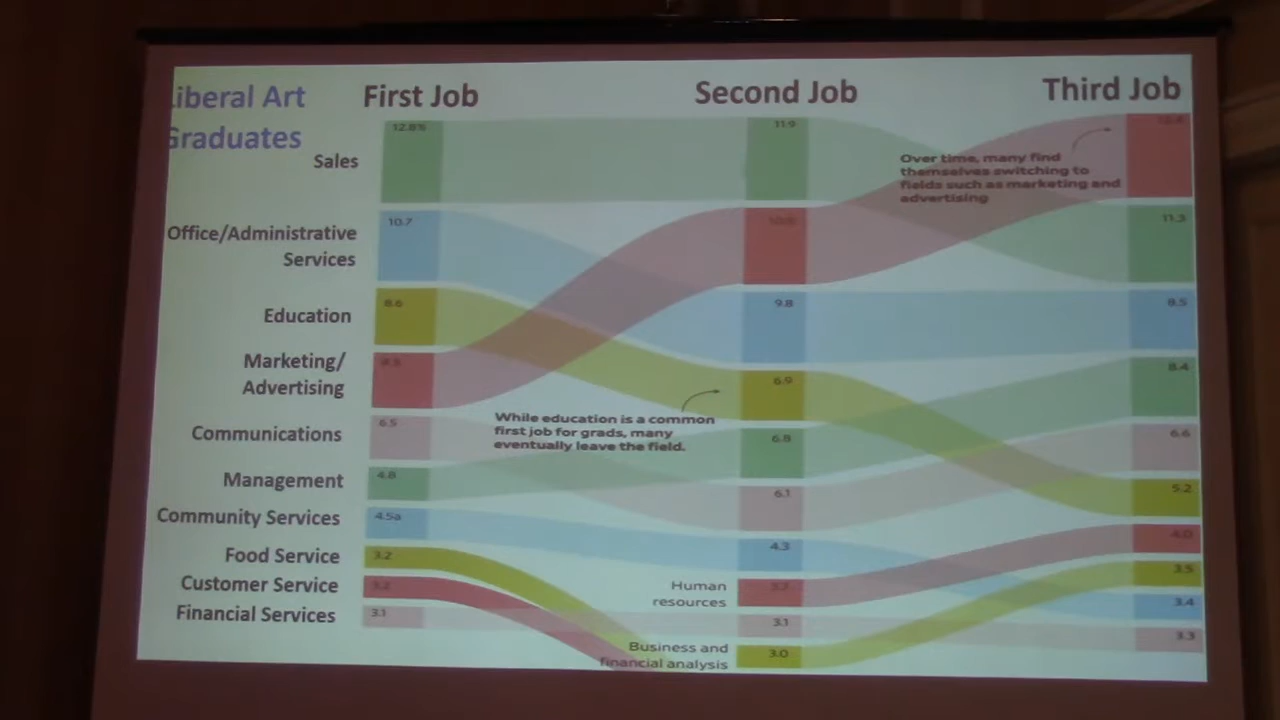 iberal Art
Graduates
First Job
Second Job
Third Job
Sales
12.8%
11.9
Over time, many find
themselves switching to
fields such as marketing and
advertising
Office/Administrative
Services
10.7
11.3
Education
8.6
9.8
8.5
Marketing/
Advertising
6.9
8.4
While education is a common
first job for grads, many
eventually leave the field.
Communications
6.5
6.8
6.6
Management
4.8
6.1
5.2
Community Services
4.5a
4.3
4.0
Food Service
3.2
3.5
Customer Service
3.2
Human
resources
3.4
Financial Services
3.1
3.1
3.3
Business and
financial analysis
3.0